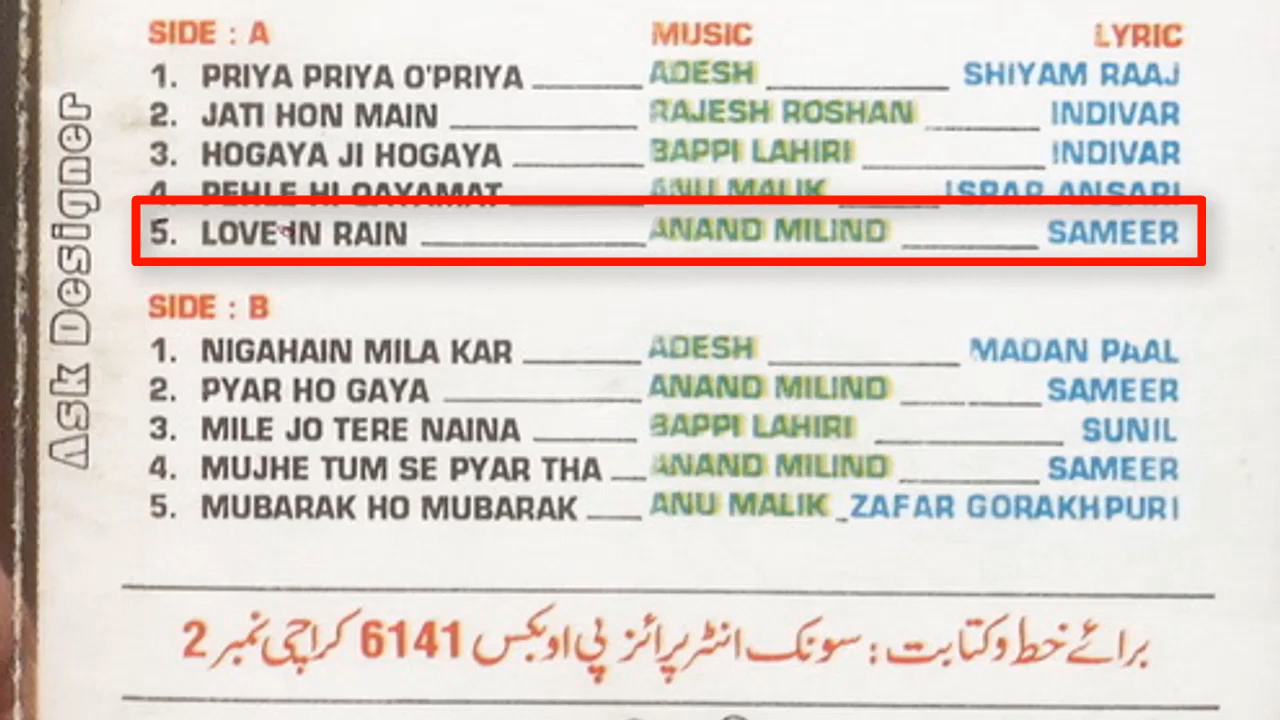 SIDE : A MUSIC LYRIC
1. PRIYA PRIYA O'PRIYA ADESH SHIYAM RAAJ
2. JATI HON MAIN RAJESH ROSHAN INDIVAR
3. HOGAYA JI HOGAYA BAPPI LAHIRI INDIVAR
4. PEHLE HI QAYAMAT ANU MALIK ISRAR ANSARI
5. LOVE IN RAIN ANAND MILIND SAMEER
SIDE : B
1. NIGAHAIN MILA KAR ADESH MADAN PAAL
2. PYAR HO GAYA ANAND MILIND SAMEER
3. MILE JO TERE NAINA BAPPI LAHIRI SUNIL
4. MUJHE TUM SE PYAR THA ANAND MILIND SAMEER
5. MUBARAK HO MUBARAK ANU MALIK ZAFAR GORAKHPURI
Ask Designer
برائے خط و کتابت : سونک انٹرپرائز پی او بکس 6141 کراچی نمبر 2